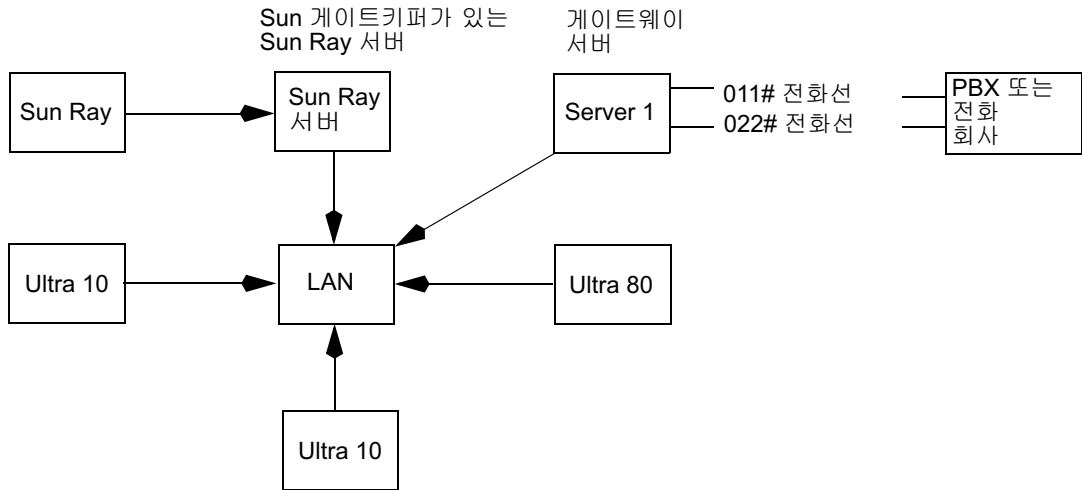 Sun 게이트키퍼가 있는
Sun Ray 서버
게이트웨이
서버
Sun Ray
Sun Ray
서버
Server 1
011# 전화선
022# 전화선
PBX 또는
전화
회사
Ultra 10
LAN
Ultra 80
Ultra 10